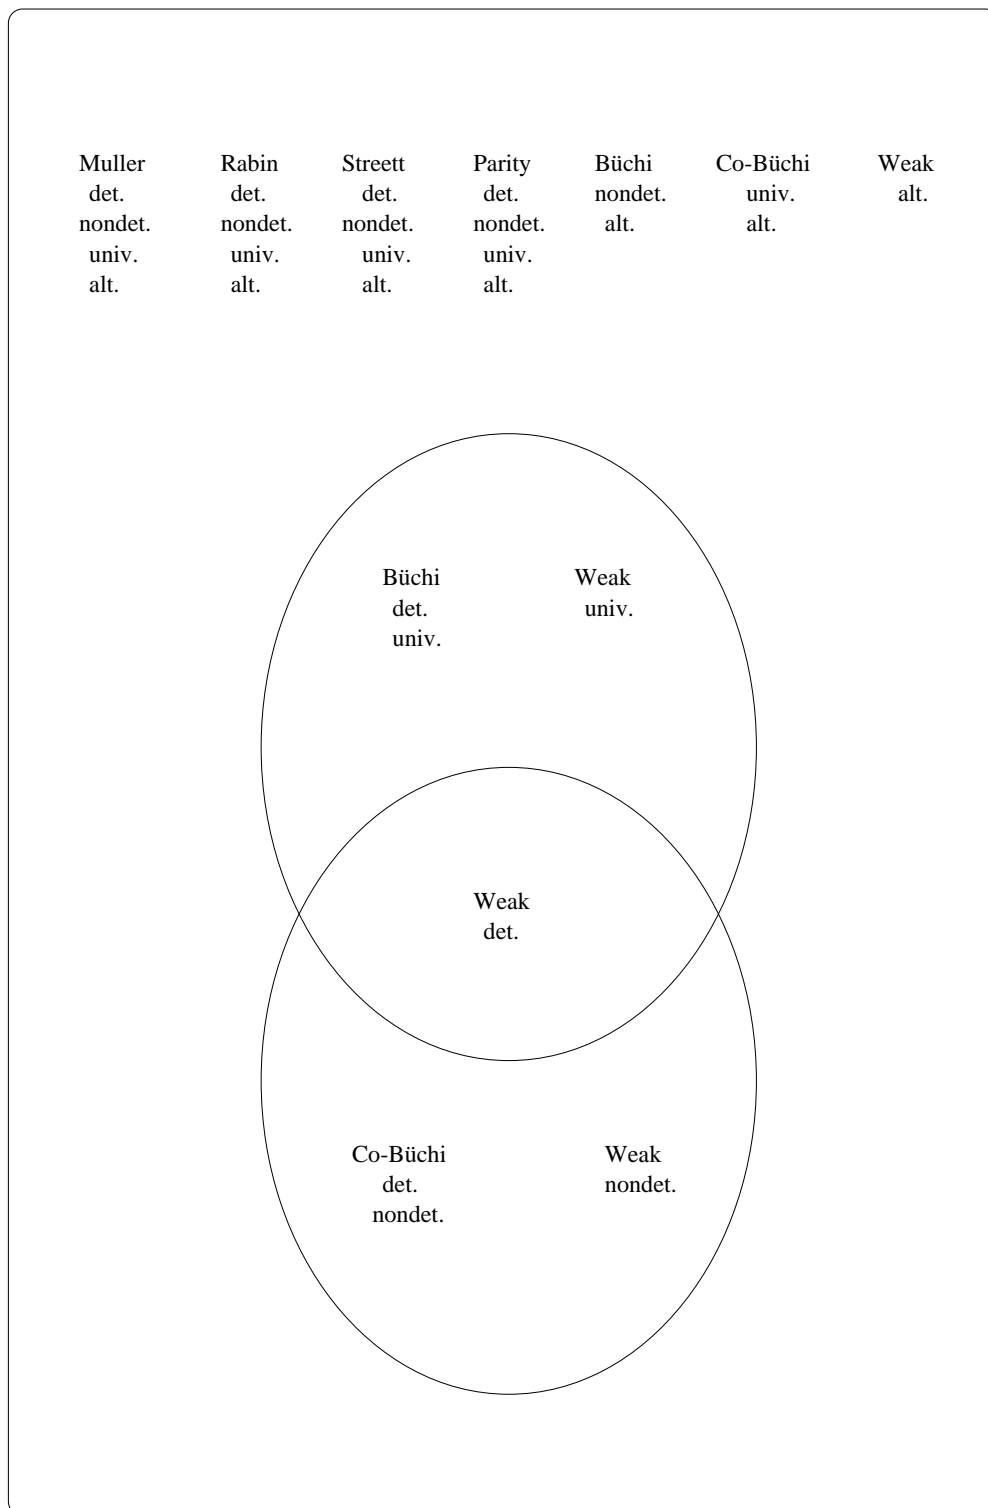 Muller Rabin Streett Parity Büchi Co-Büchi Weak
det. det. det. det. nondet. univ. alt.
nondet. nondet. nondet. nondet. alt. alt.
univ. univ. univ. univ.
alt. alt. alt. alt.
Büchi Weak
det. univ.
univ.
Weak
det.
Co-Büchi Weak
det. nondet.
nondet.